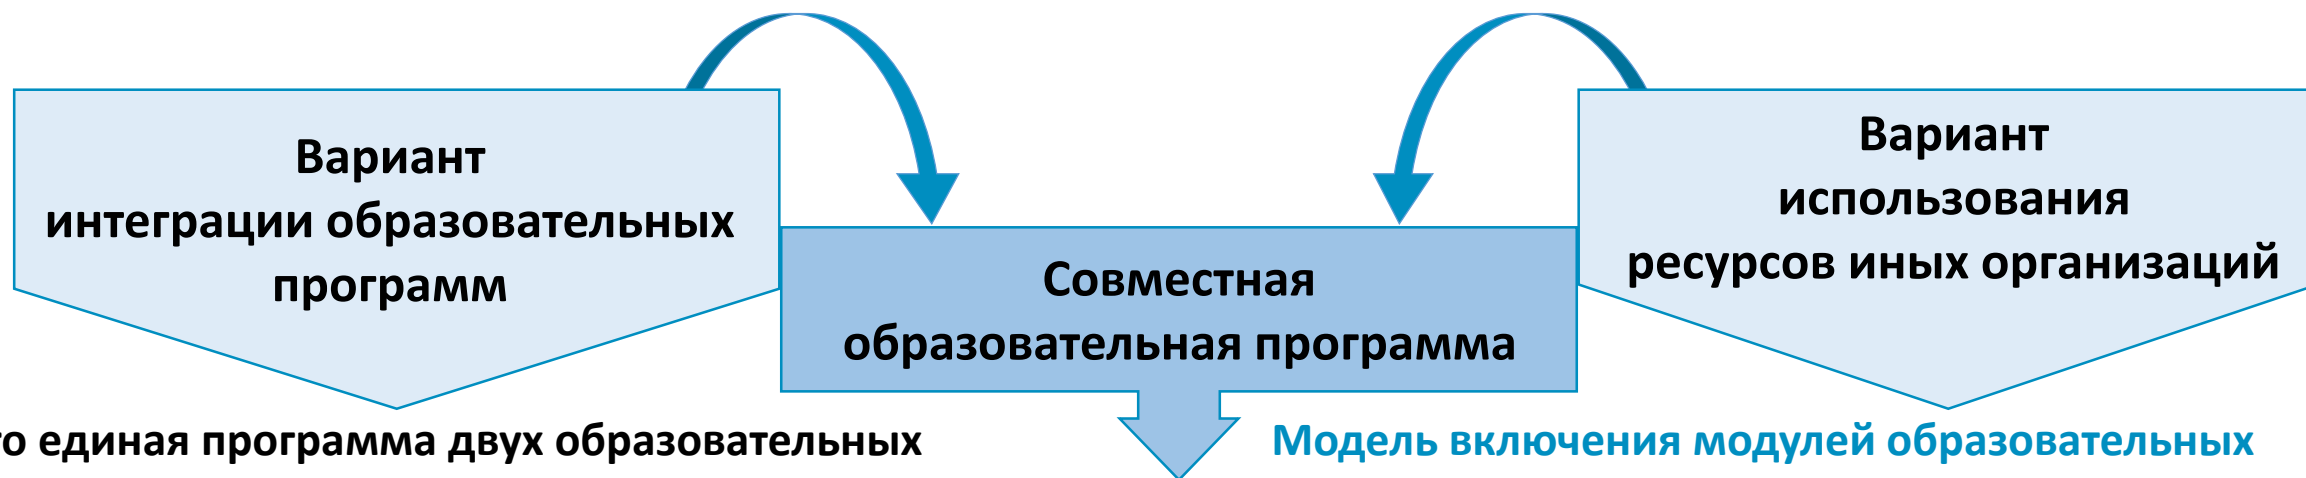 Вариант
интеграции образовательных
программ
Совместная
образовательная программа
Вариант
использования
ресурсов иных организаций
единая программа двух образовательных
Модель включения модулей образовательных